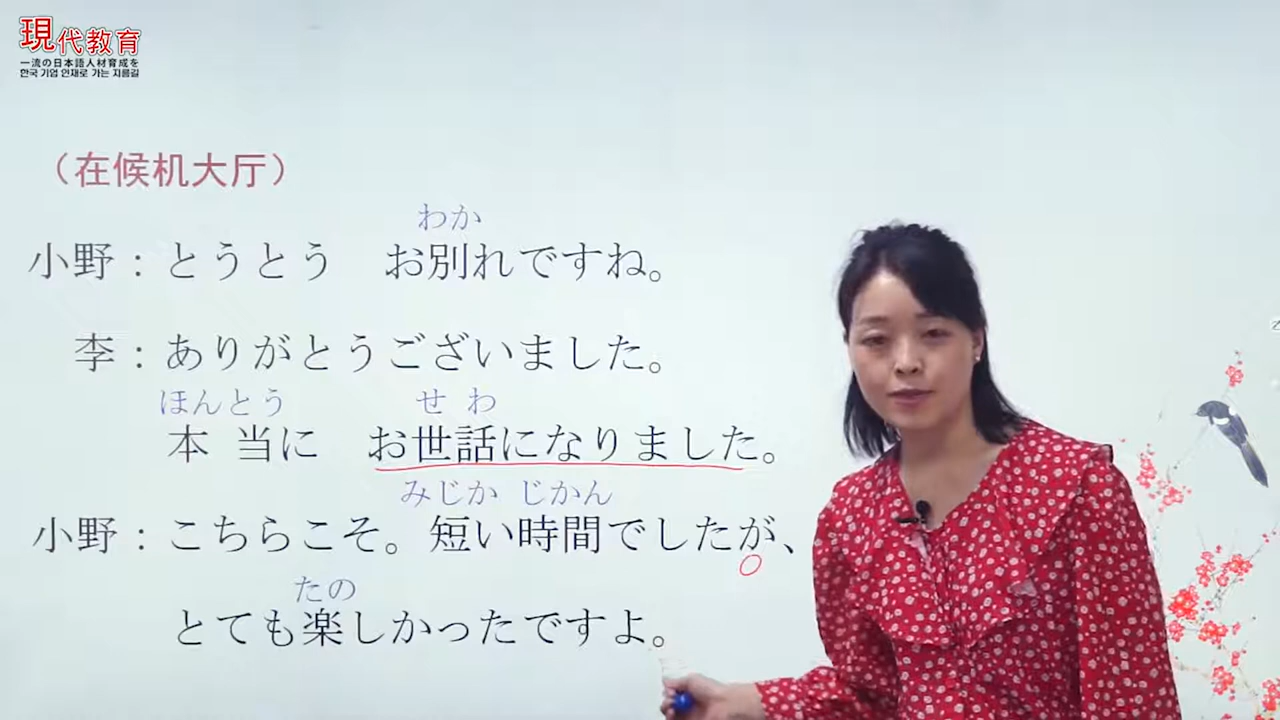 現代教育
一流の日本語人材育成を
한국 기업 인재로 가는 지름길
（在候机大厅）
わか
小野：とうとう　お別れですね。
李：ありがとうございました。
ほんとう　せ わ
本 当に　お世話になりました。
みじか じかん
小野：こちらこそ。短い時間でしたが、
たの
とても楽しかったですよ。